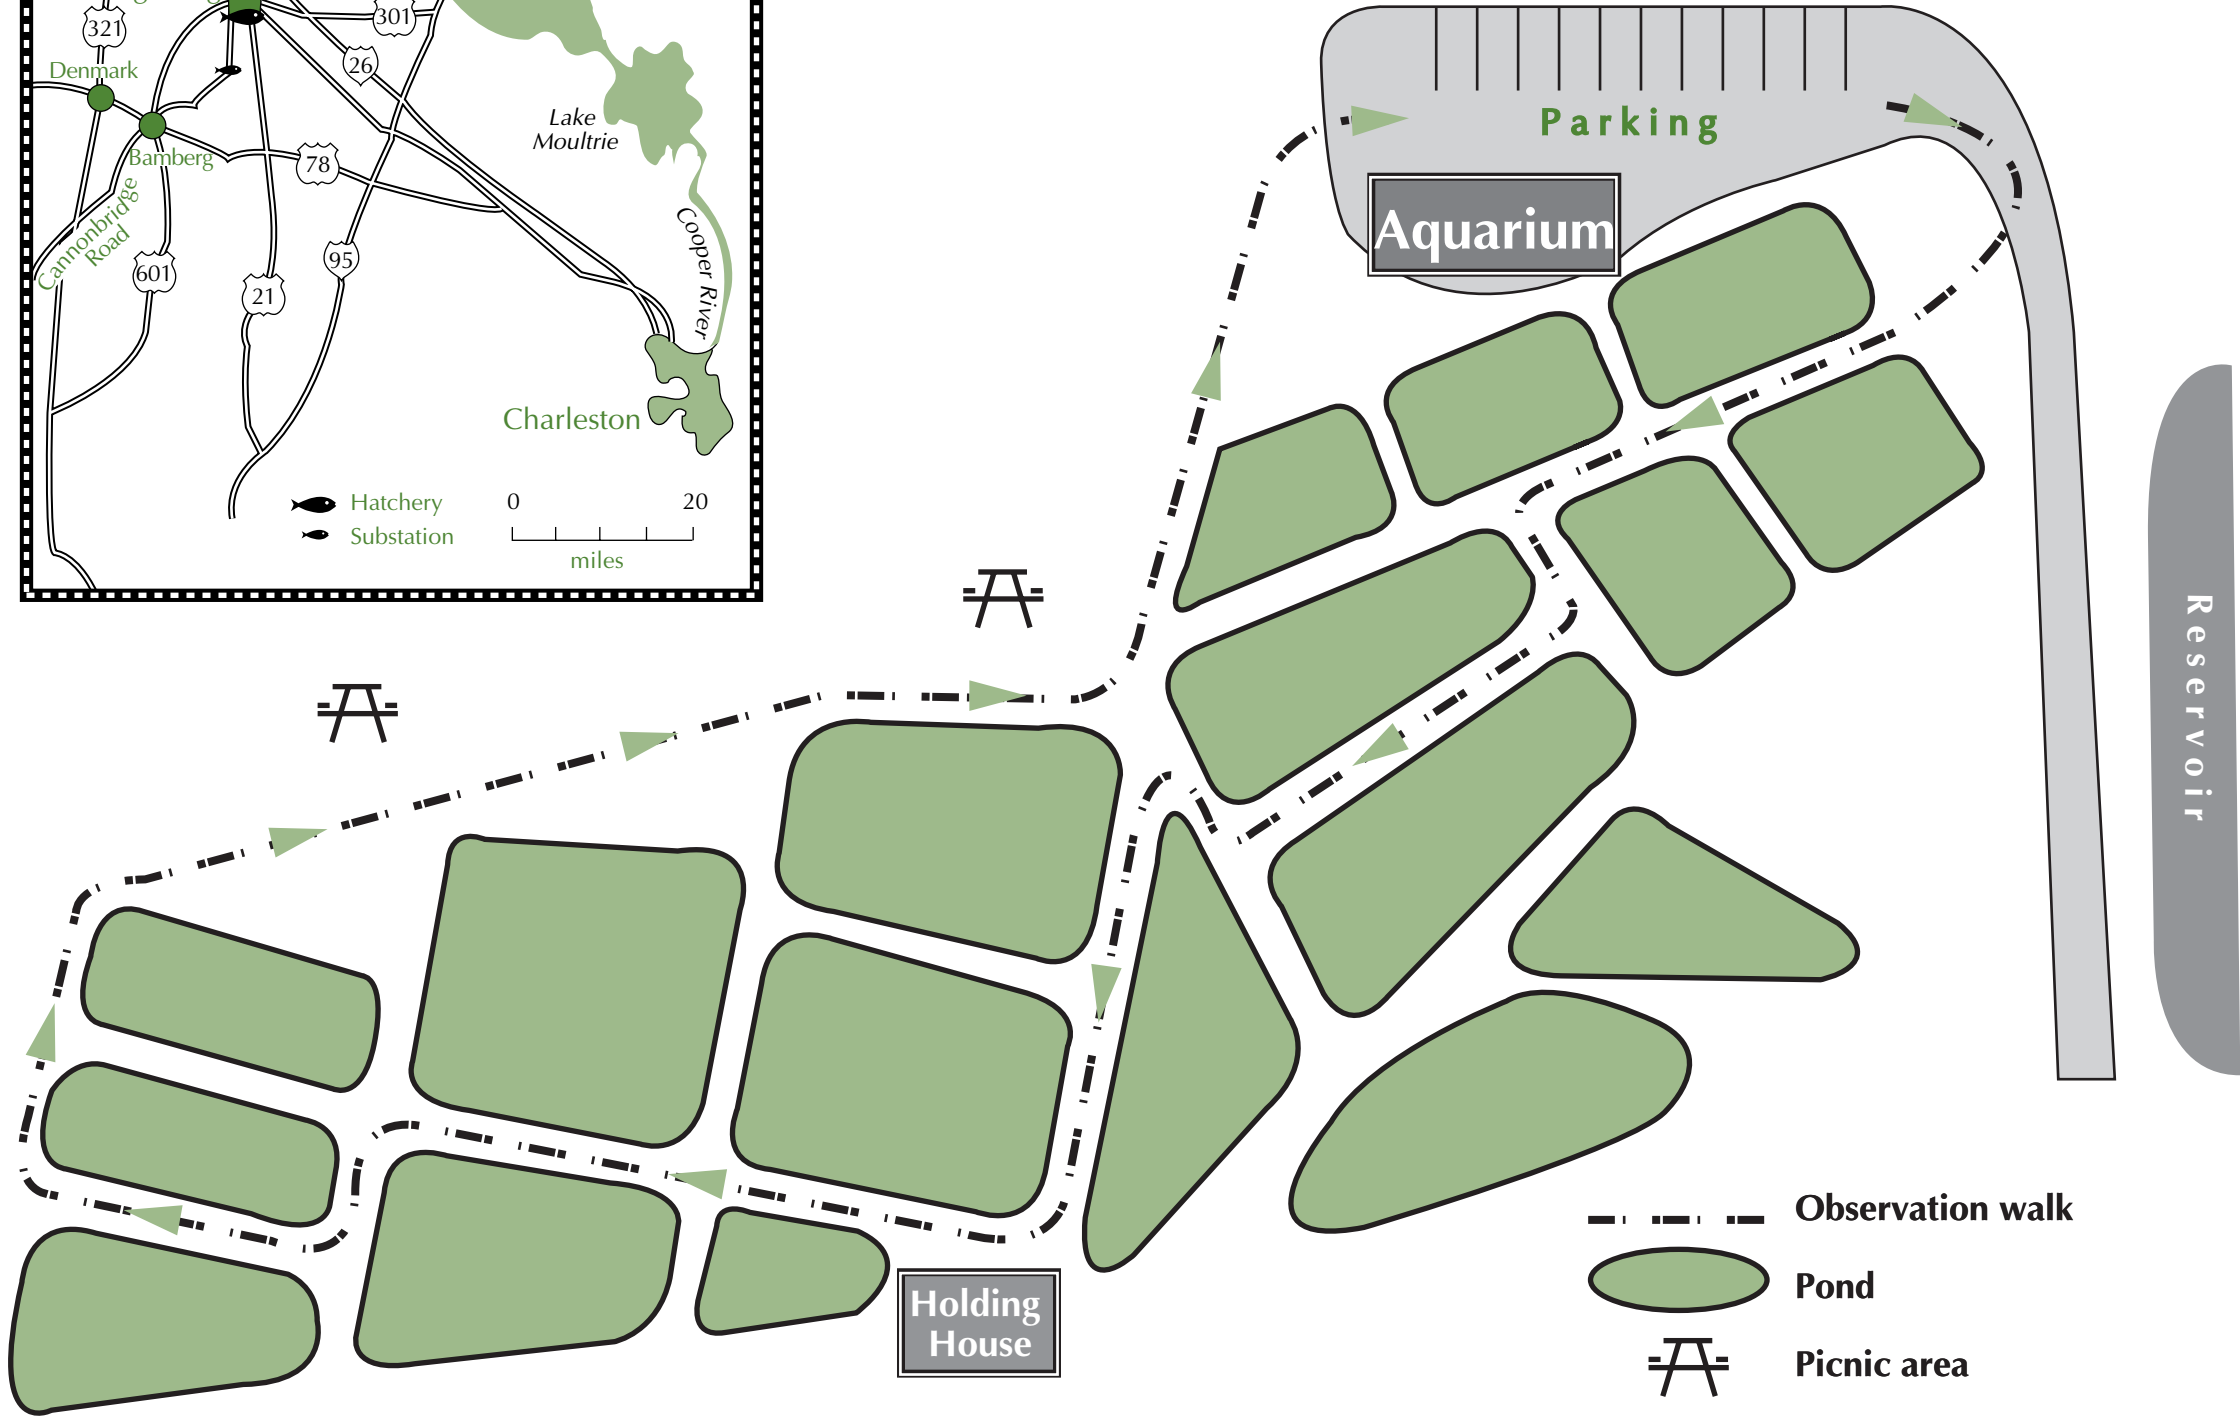 321
301
26
Denmark
Lake
Moultrie
Bamberg
78
Cooper River
Cannonbridge
Road
601
21
95
Charleston
Hatchery
0
20
Substation
miles
Parking
Aquarium
Reservoir
Holding
House
Observation walk
Pond
Picnic area